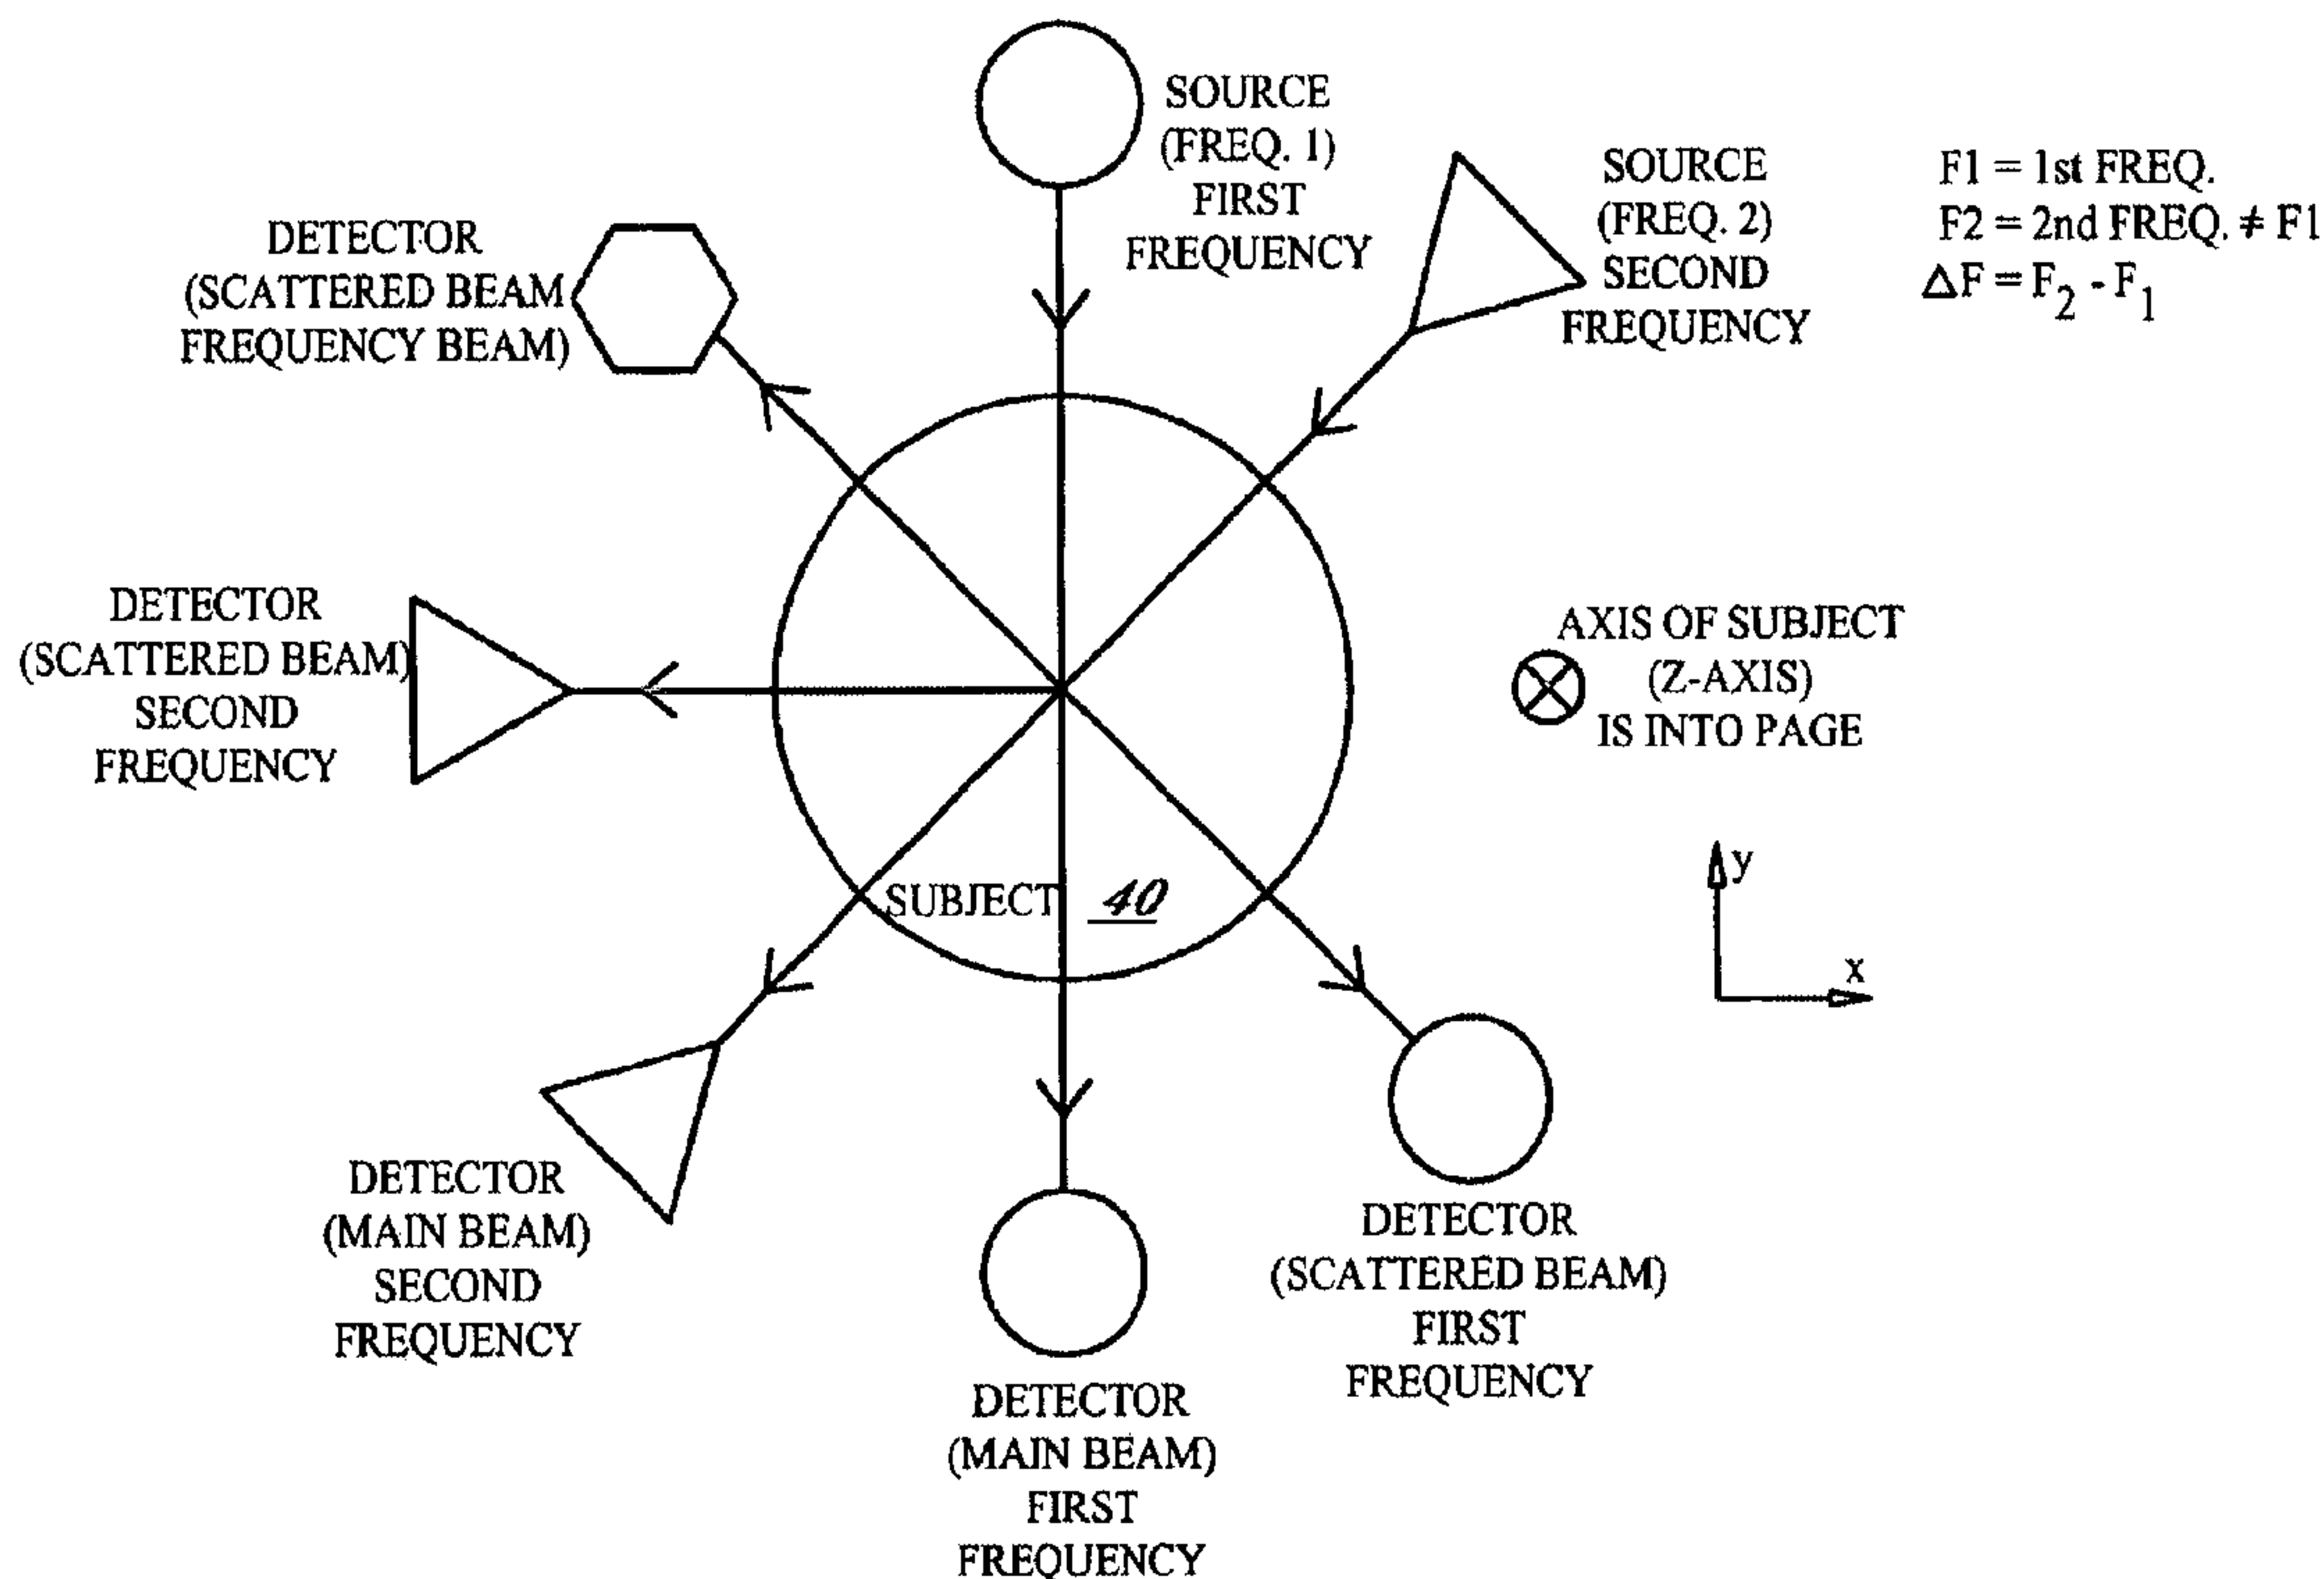 SOURCE
(FREQ. 1)
FIRST
FREQUENCY
SOURCE
(FREQ. 2)
SECOND
FREQUENCY
F1 = 1st FREQ.
F2 = 2nd FREQ. ≠ F1
ΔF = F2 - F1
DETECTOR
(SCATTERED BEAM
FREQUENCY BEAM)
DETECTOR
(SCATTERED BEAM)
SECOND
FREQUENCY
AXIS OF SUBJECT
(Z-AXIS)
IS INTO PAGE
y
x
SUBJECT 40
DETECTOR
(MAIN BEAM)
SECOND
FREQUENCY
DETECTOR
(MAIN BEAM)
FIRST
FREQUENCY
DETECTOR
(SCATTERED BEAM)
FIRST
FREQUENCY